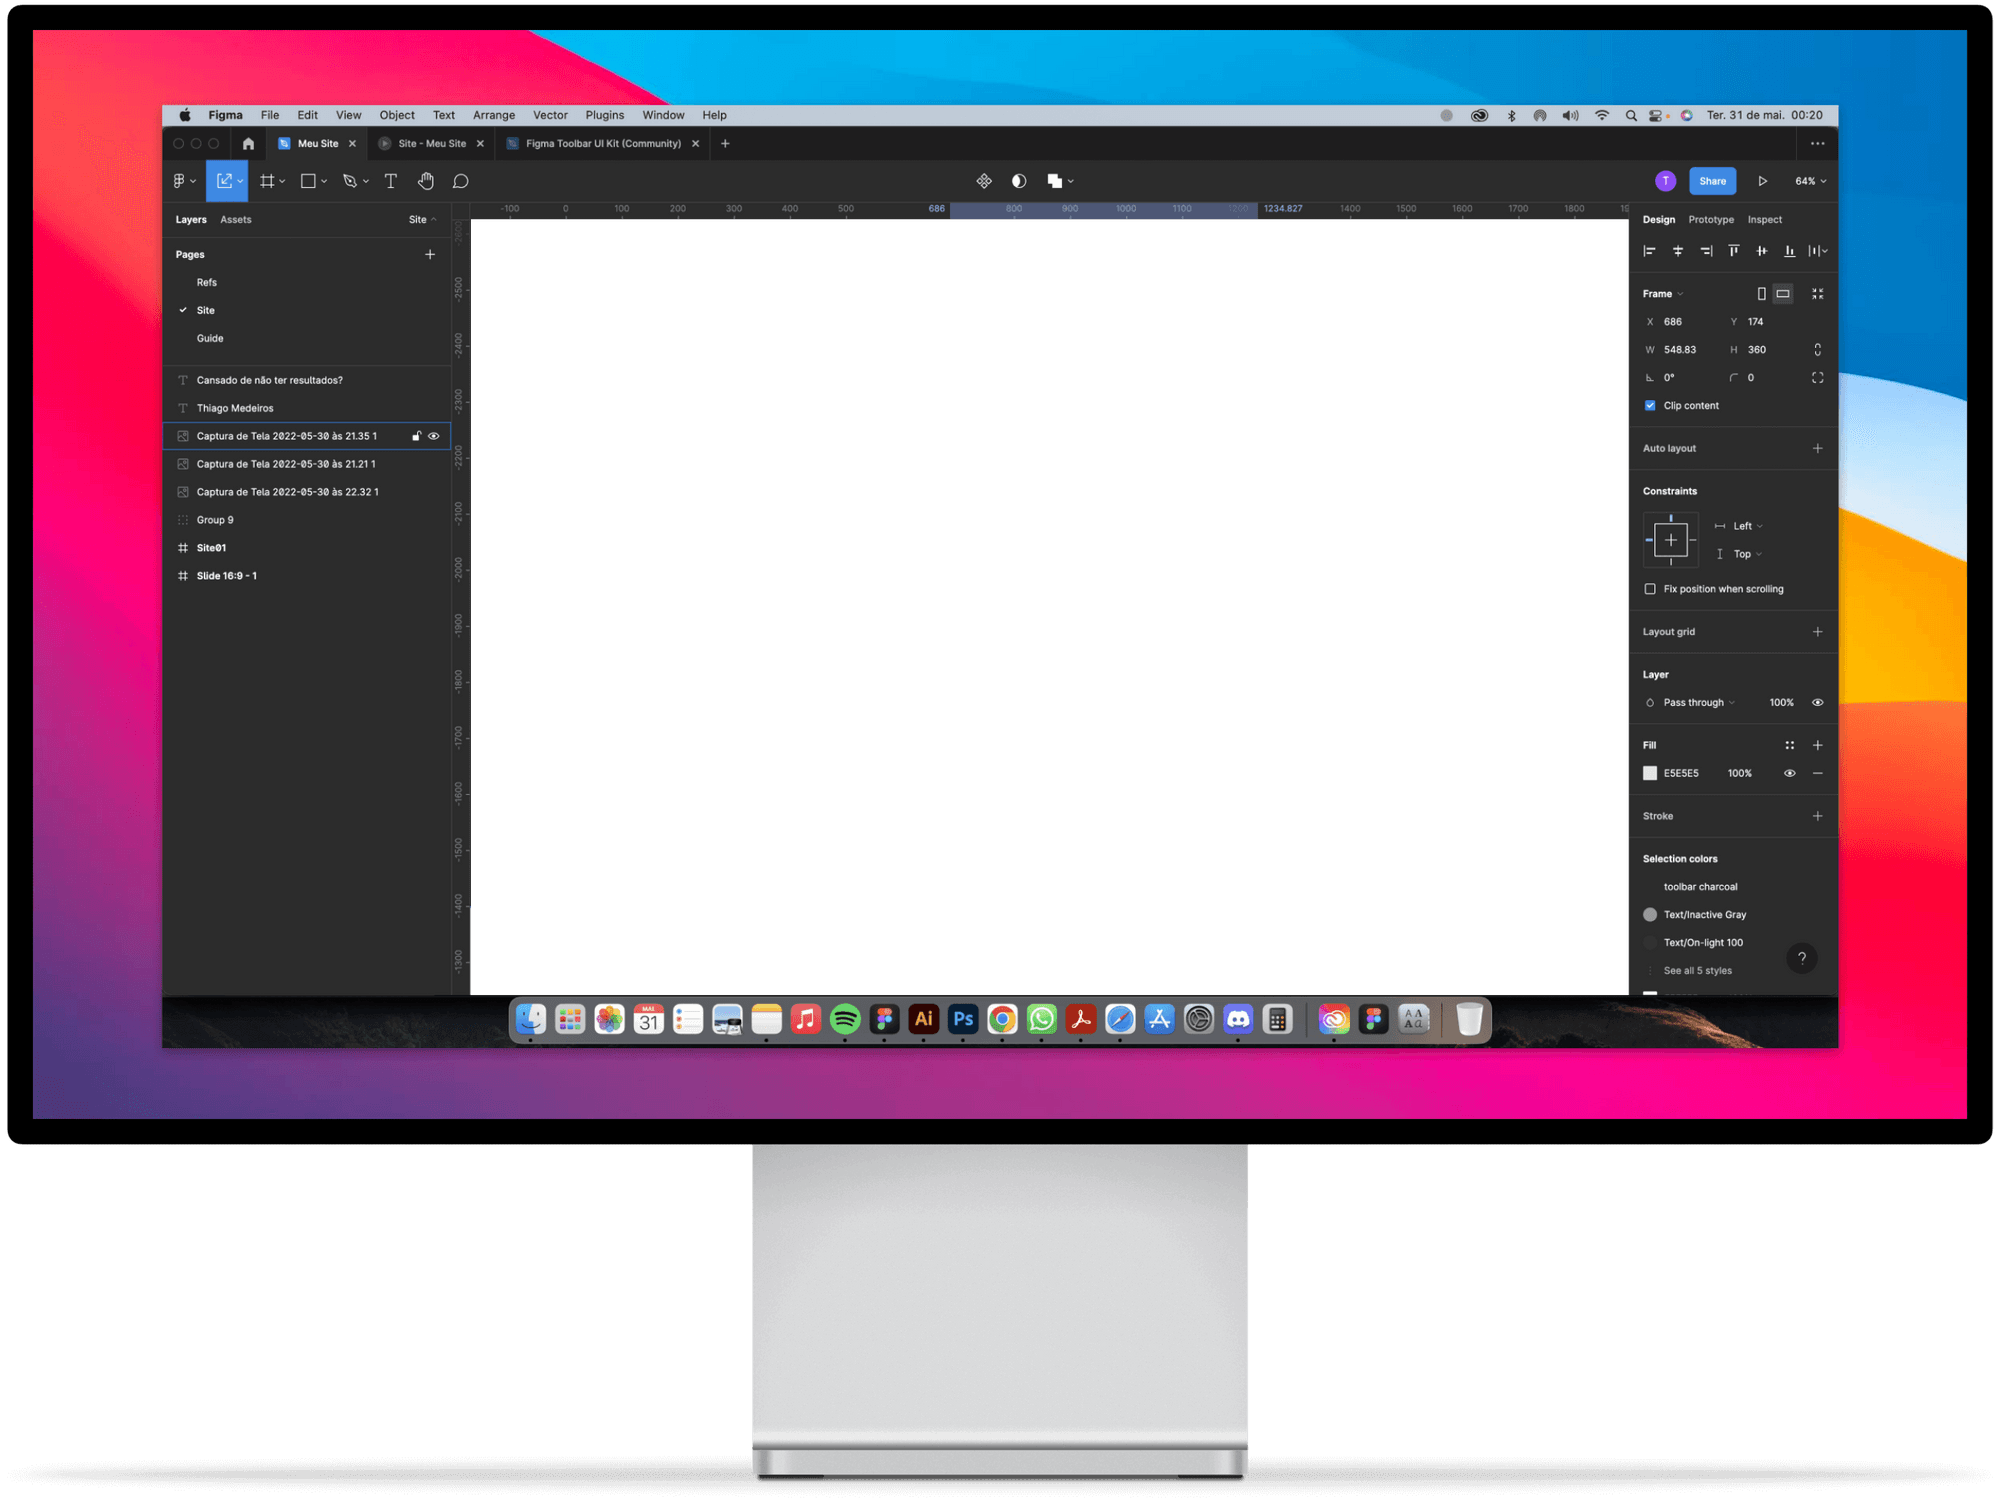 Figma File Edit View Object Text Arrange Vector Plugins Window Help Ter. 31 de mai. 00:20
Meu Site Site - Meu Site Figma Toolbar UI Kit (Community)
T Share 64%
Layers Assets Site
-100 0 100 200 300 400 500 686 800 900 1000 1100 1200 1234.827 1400 1500 1600 1700 1800
Design Prototype Inspect
Pages
Refs
Site
Guide
Cansado de não ter resultados?
Thiago Medeiros
Captura de Tela 2022-05-30 às 21.35 1
Captura de Tela 2022-05-30 às 21.21 1
Captura de Tela 2022-05-30 às 22.32 1
Group 9
Site01
Slide 16:9 - 1
-2600
-2500
-2400
-2300
-2200
-2100
-2000
-1900
-1800
-1700
-1600
-1500
-1400
-1300
Frame
X 686 Y 174
W 548.83 H 360
0° 0
Clip content
Auto layout
Constraints
Left
Top
Fix position when scrolling
Layout grid
Layer
Pass through 100%
Fill
E5E5E5 100%
Stroke
Selection colors
toolbar charcoal
Text/Inactive Gray
Text/On-light 100
See all 5 styles
?
MAI
31
Ai
Ps